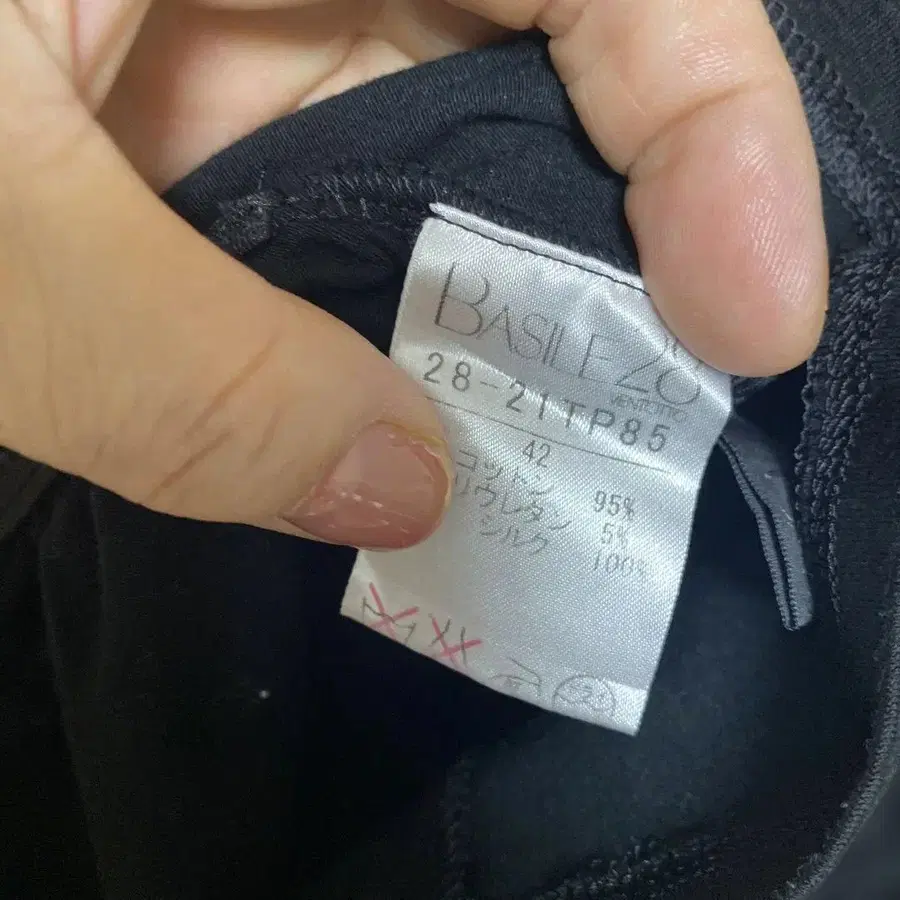 BASILE 28
VENTOTTO
28-21TP85
42
コットン 95%
リウレタン 5%
シルク 100%